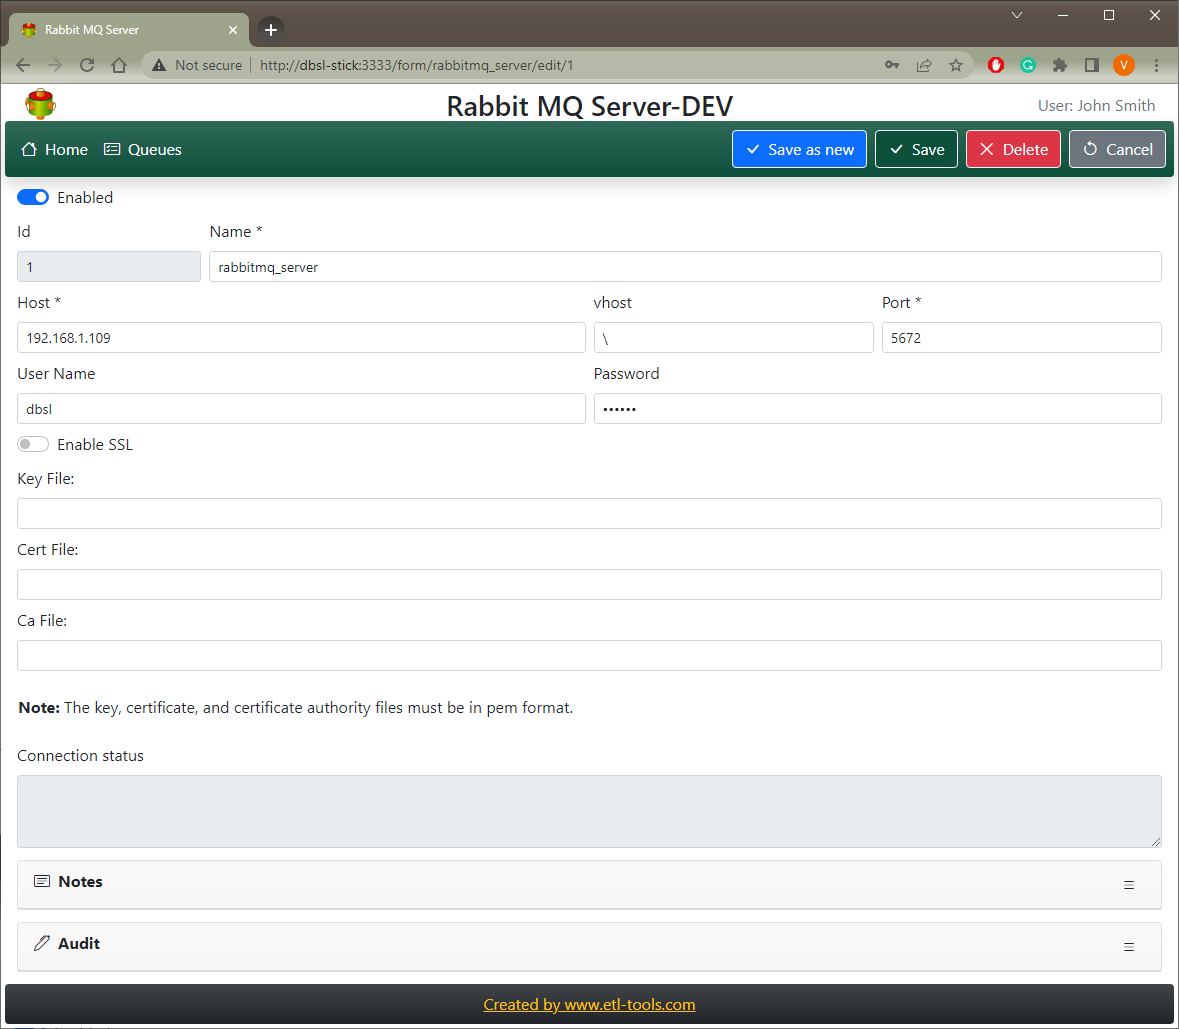 Rabbit MQ Server
Not secure | http://dbsl-stick:3333/form/rabbitmq_server/edit/1
G
V
Rabbit MQ Server-DEV
User: John Smith
Home Queues Save as new Save Delete Cancel
Enabled
Id Name *
1 rabbitmq_server
Host * vhost Port *
192.168.1.109 \ 5672
User Name Password
dbsl ••••••
Enable SSL
Key File:
Cert File:
Ca File:
Note: The key, certificate, and certificate authority files must be in pem format.
Connection status
Notes
Audit
Created by www.etl-tools.com